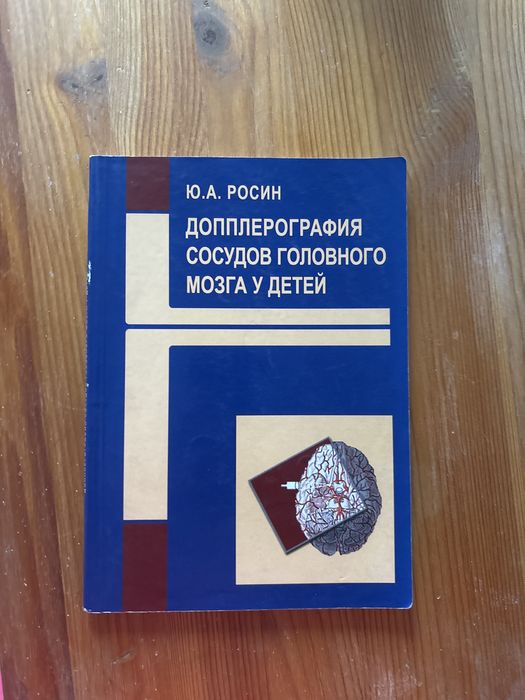 Ю.А. РОСИН
ДОППЛЕРОГРАФИЯ
СОСУДОВ ГОЛОВНОГО
МОЗГА У ДЕТЕЙ